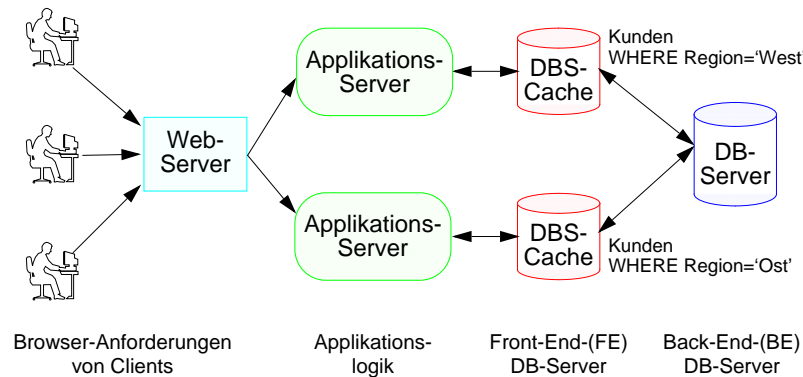 Kunden
WHERE Region=‘West’
Applikations-
Server
DBS-
Cache
Web-
Server
DB-
Server
Applikations-
Server
DBS-
Cache
Kunden
WHERE Region=‘Ost’
Browser-Anforderungen
von Clients
Applikations-
logik
Front-End-(FE)
DB-Server
Back-End-(BE)
DB-Server